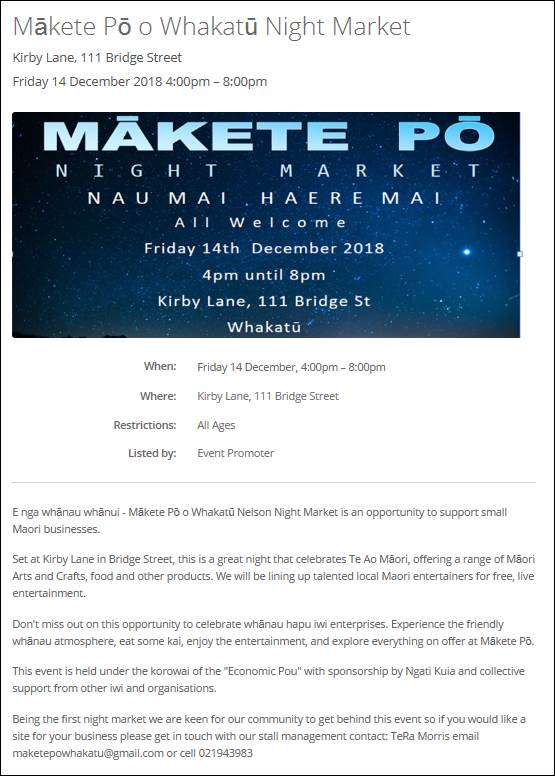 Mākete Pō o Whakatū Night Market
Kirby Lane, 111 Bridge Street
Friday 14 December 2018 4:00pm – 8:00pm
MĀKETE PŌ
NIGHT MARKET
NAU MAI HAERE MAI
All Welcome
Friday 14th December 2018
4pm until 8pm
Kirby Lane, 111 Bridge St
Whakatū
When: Friday 14 December, 4:00pm – 8:00pm
Where: Kirby Lane, 111 Bridge Street
Restrictions: All Ages
Listed by: Event Promoter
E nga whānau whānui - Mākete Pō o Whakatū Nelson Night Market is an opportunity to support small
Maori businesses.
Set at Kirby Lane in Bridge Street, this is a great night that celebrates Te Ao Māori, offering a range of Māori
Arts and Crafts, food and other products. We will be lining up talented local Maori entertainers for free, live
entertainment.
Don't miss out on this opportunity to celebrate whānau hapu iwi enterprises. Experience the friendly
whānau atmosphere, eat some kai, enjoy the entertainment, and explore everything on offer at Mākete Pō.
This event is held under the korowai of the "Economic Pou" with sponsorship by Ngati Kuia and collective
support from other iwi and organisations.
Being the first night market we are keen for our community to get behind this event so if you would like a
site for your business please get in touch with our stall management contact: TeRa Morris email
maketepowhakatu@gmail.com or cell 021943983